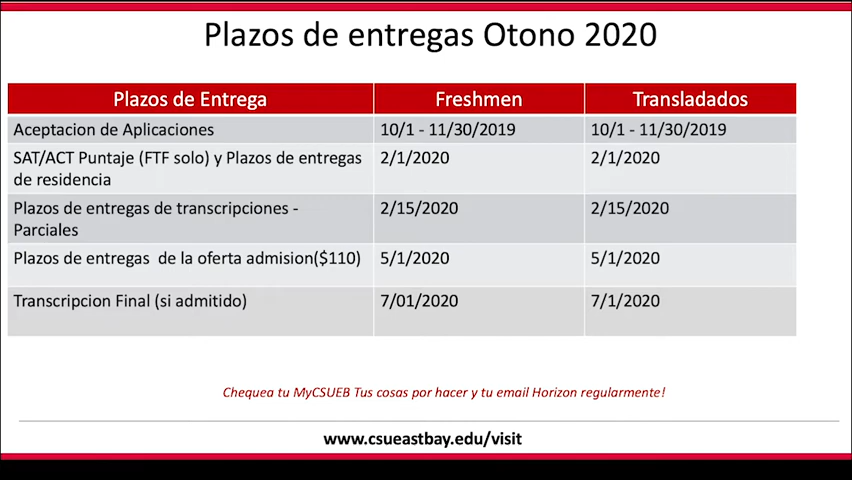 Plazos de entregas Otono 2020
Plazos de Entrega Freshmen Transladados
Aceptacion de Aplicaciones 10/1 - 11/30/2019 10/1 - 11/30/2019
SAT/ACT Puntaje (FTF solo) y Plazos de entregas 2/1/2020 2/1/2020
de residencia
Plazos de entregas de transcripciones - 2/15/2020 2/15/2020
Parciales
Plazos de entregas de la oferta admision($110) 5/1/2020 5/1/2020
Transcripcion Final (si admitido) 7/01/2020 7/1/2020
Chequea tu MyCSUEB Tus cosas por hacer y tu email Horizon regularmente!
www.csueastbay.edu/visit